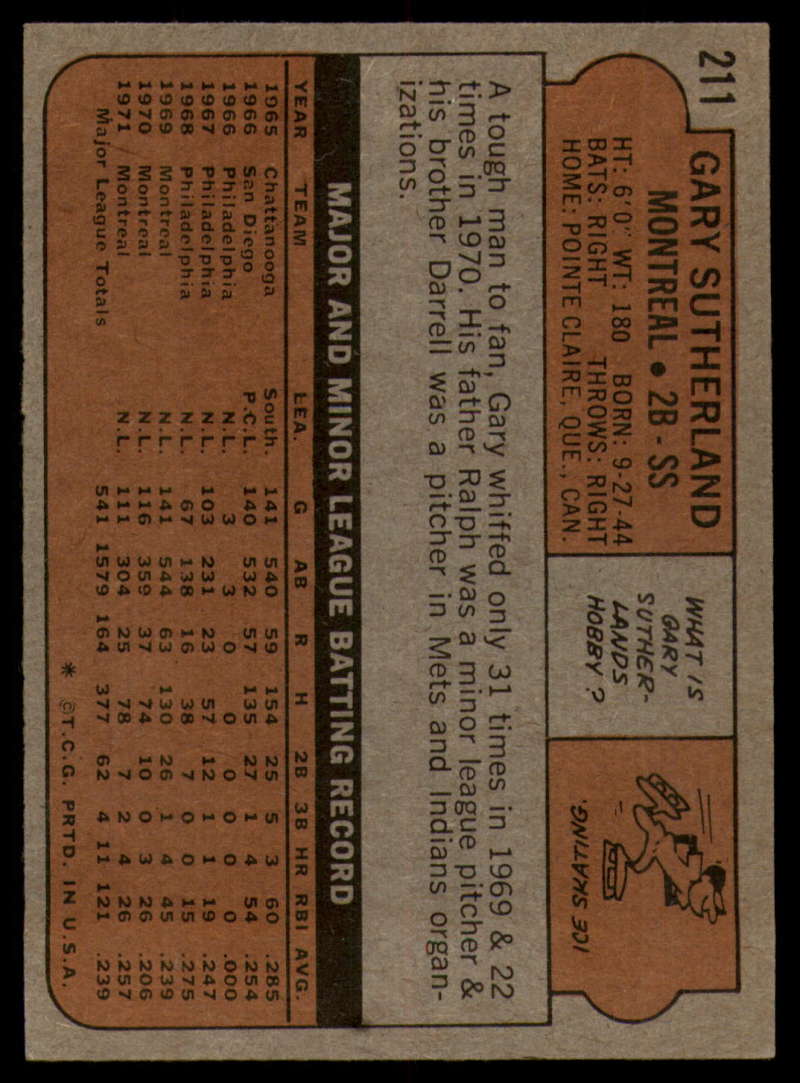 211
GARY SUTHERLAND
MONTREAL • 2B - SS
HT: 6'0" WT: 180 BORN: 9-27-44
BATS: RIGHT THROWS: RIGHT
HOME: POINTE CLAIRE, QUE., CAN.
WHAT IS
GARY
SUTHER-
LANDS
HOBBY?
ICE SKATING.
A tough man to fan, Gary whiffed only 31 times in 1969 & 22
times in 1970. His father Ralph was a minor league pitcher &
his brother Darrell was a pitcher in Mets and Indians organ-
izations.
MAJOR AND MINOR LEAGUE BATTING RECORD
YEAR TEAM LEA. G AB R H 2B 3B HR RBI AVG.
1965 Chattanooga South. 141 540 59 154 25 5 3 60 .285
1966 San Diego P.C.L. 140 532 57 135 27 1 4 54 .254
1966 Philadelphia N.L. 3 3 0 0 0 0 0 0 .000
1967 Philadelphia N.L. 103 231 23 57 12 1 1 19 .247
1968 Philadelphia N.L. 67 138 16 38 7 0 0 15 .275
1969 Montreal N.L. 141 544 63 130 26 1 4 45 .239
1970 Montreal N.L. 116 359 37 74 10 0 3 26 .206
1971 Montreal N.L. 111 304 25 78 7 2 4 26 .257
Major League Totals 541 1579 164 377 62 4 11 121 .239
* ©T.C.G. PRTD. IN U.S.A.